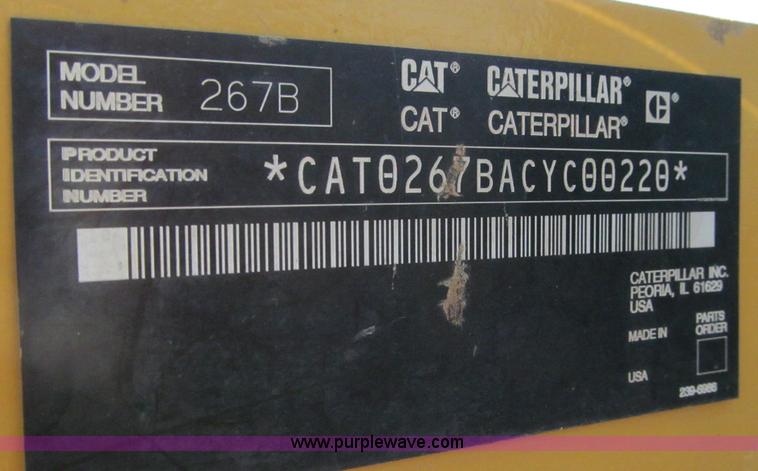 MODEL NUMBER 267B
CAT® CATERPILLAR® C®
CAT® CATERPILLAR®
PRODUCT IDENTIFICATION NUMBER *CAT0267BACYC00220*
CATERPILLAR INC.
PEORIA, IL 61629
USA
MADE IN
PARTS ORDER
USA
239-6986
www.purplewave.com